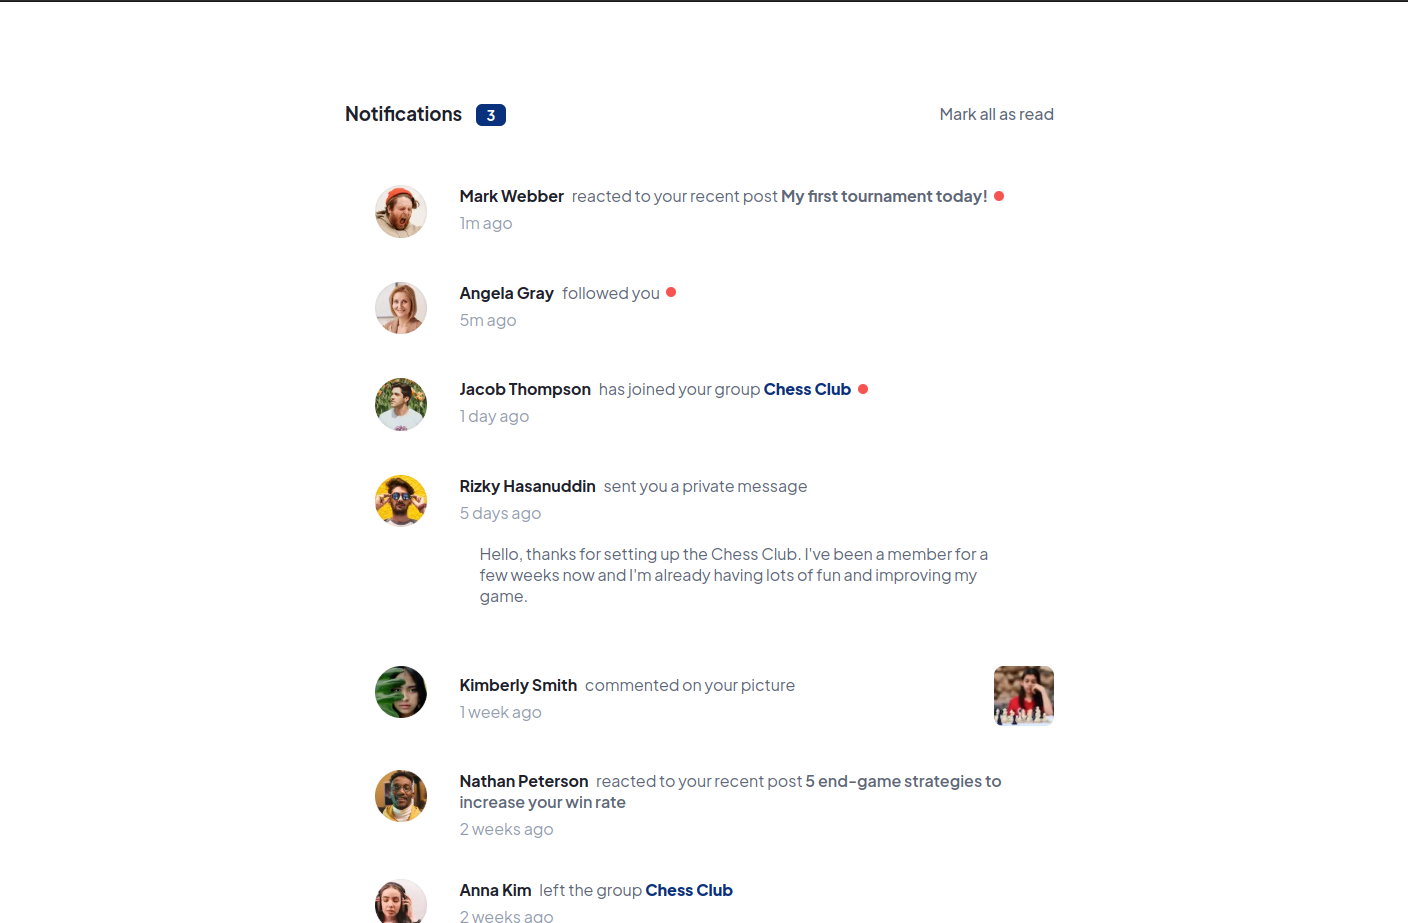 Notifications 3 Mark all as read
Mark Webber reacted to your recent post My first tournament today!
1m ago
Angela Gray followed you
5m ago
Jacob Thompson has joined your group Chess Club
1 day ago
Rizky Hasanuddin sent you a private message
5 days ago
Hello, thanks for setting up the Chess Club. I've been a member for a
few weeks now and I'm already having lots of fun and improving my
game.
Kimberly Smith commented on your picture
1 week ago
Nathan Peterson reacted to your recent post 5 end-game strategies to
increase your win rate
2 weeks ago
Anna Kim left the group Chess Club
2 weeks ago